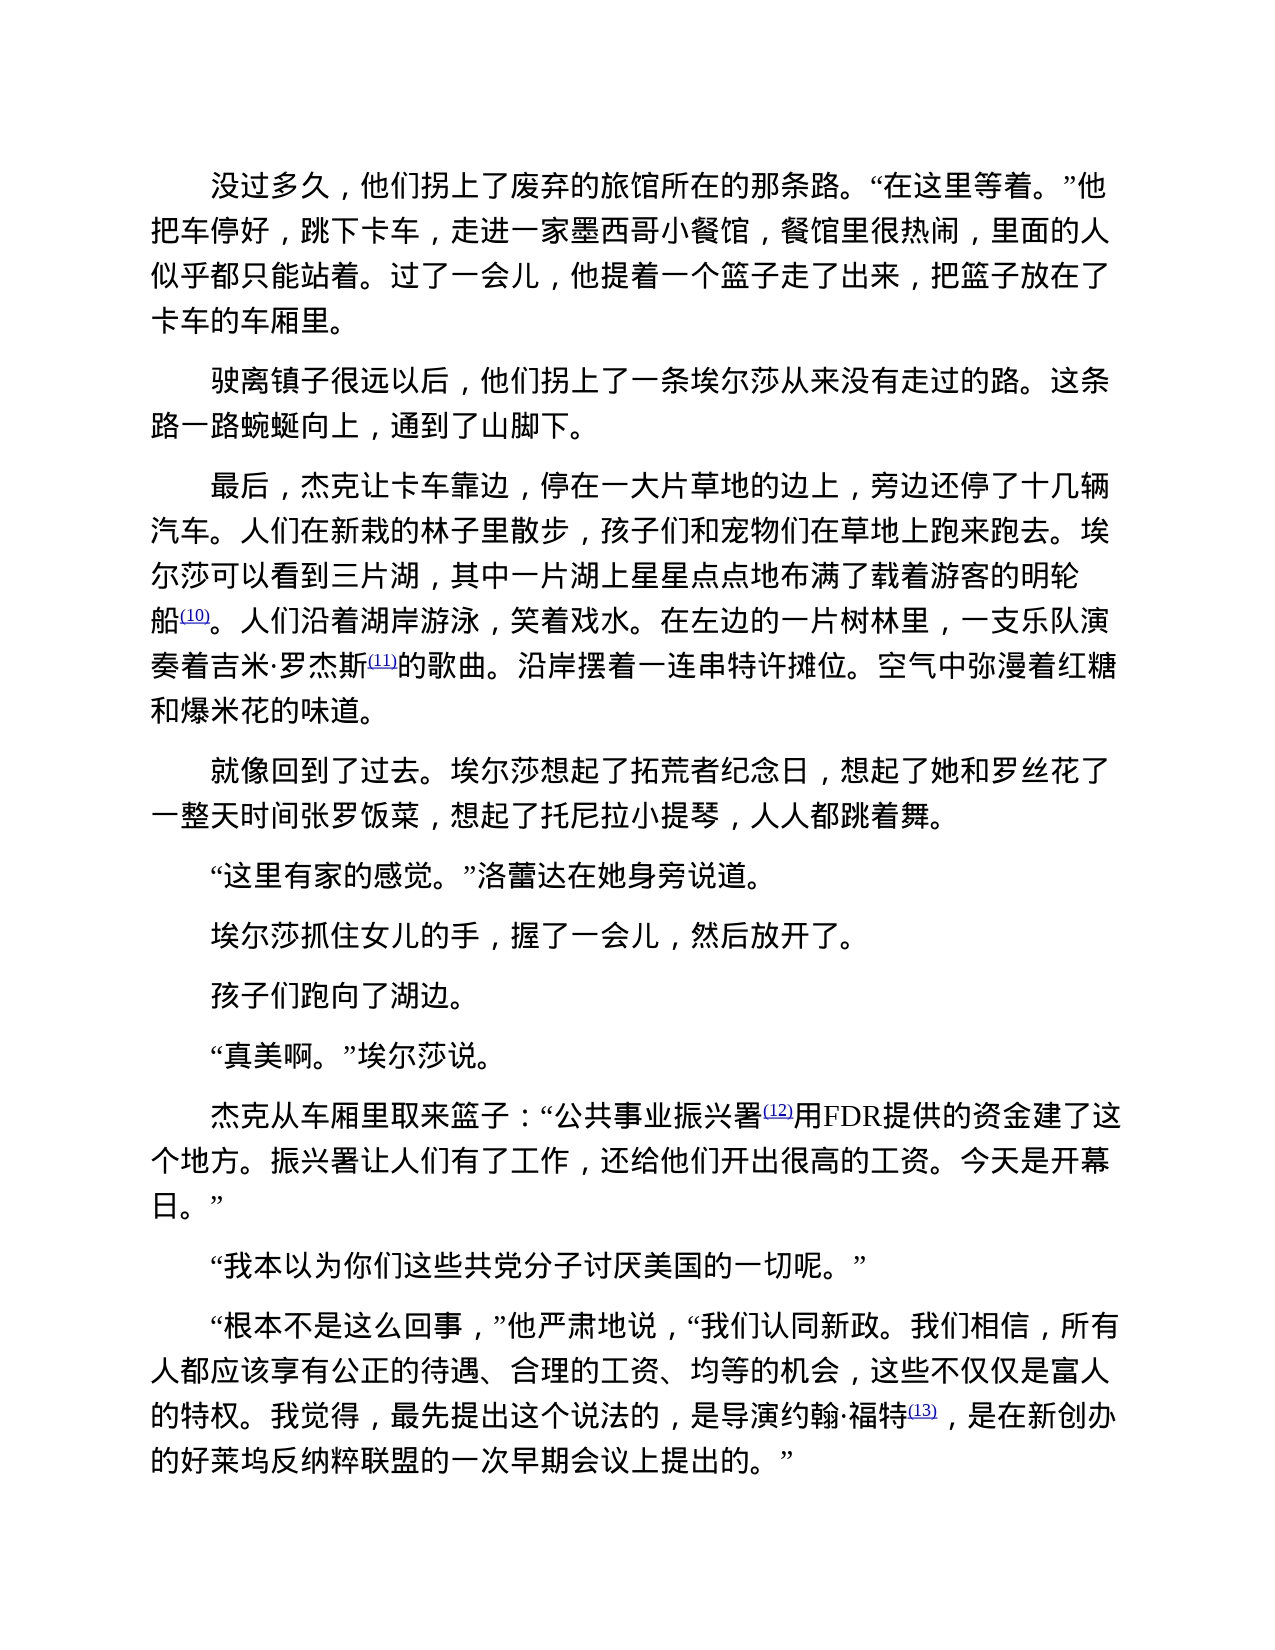 没过多久，他们拐上了废弃的旅馆所在的那条路。“在这里等着。”他
把车停好，跳下卡车，走进一家墨西哥小餐馆，餐馆里很热闹，里面的人
似乎都只能站着。过了一会儿，他提着一个篮子走了出来，把篮子放在了
卡车的车厢里。
驶离镇子很远以后，他们拐上了一条埃尔莎从来没有走过的路。这条
路一路蜿蜒向上，通到了山脚下。
最后，杰克让卡车靠边，停在一大片草地的边上，旁边还停了十几辆
汽车。人们在新栽的林子里散步，孩子们和宠物们在草地上跑来跑去。埃
尔莎可以看到三片湖，其中一片湖上星星点点地布满了载着游客的明轮
船(10)。人们沿着湖岸游泳，笑着戏水。在左边的一片树林里，一支乐队演
奏着吉米·罗杰斯(11)的歌曲。沿岸摆着一连串特许摊位。空气中弥漫着红糖
和爆米花的味道。
就像回到了过去。埃尔莎想起了拓荒者纪念日，想起了她和罗丝花了
一整天时间张罗饭菜，想起了托尼拉小提琴，人人都跳着舞。
“这里有家的感觉。”洛蕾达在她身旁说道。
埃尔莎抓住女儿的手，握了一会儿，然后放开了。
孩子们跑向了湖边。
“真美啊。”埃尔莎说。
杰克从车厢里取来篮子：“公共事业振兴署(12)用FDR提供的资金建了这
个地方。振兴署让人们有了工作，还给他们开出很高的工资。今天是开幕
日。”
“我本以为你们这些共党分子讨厌美国的一切呢。”
“根本不是这么回事，”他严肃地说，“我们认同新政。我们相信，所有
人都应该享有公正的待遇、合理的工资、均等的机会，这些不仅仅是富人
的特权。我觉得，最先提出这个说法的，是导演约翰·福特(13)，是在新创办
的好莱坞反纳粹联盟的一次早期会议上提出的。”